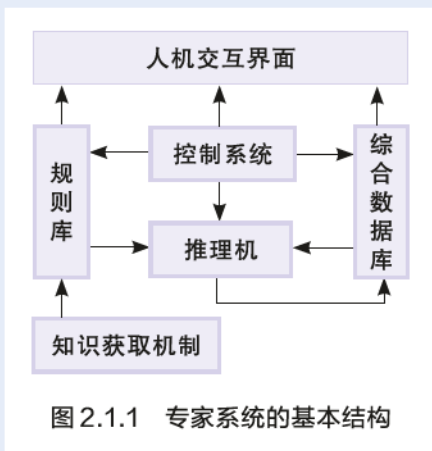 人机交互界面
规则库
控制系统
综合数据库
推理机
知识获取机制
图2.1.1 专家系统的基本结构